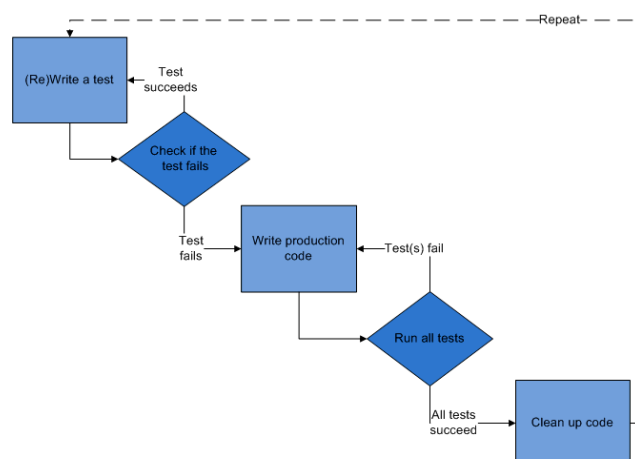 Repeat
(Re)Write a test
Test
succeeds
Check if the
test fails
Test
fails
Write production
code
Test(s) fail
Run all tests
All tests
succeed
Clean up code